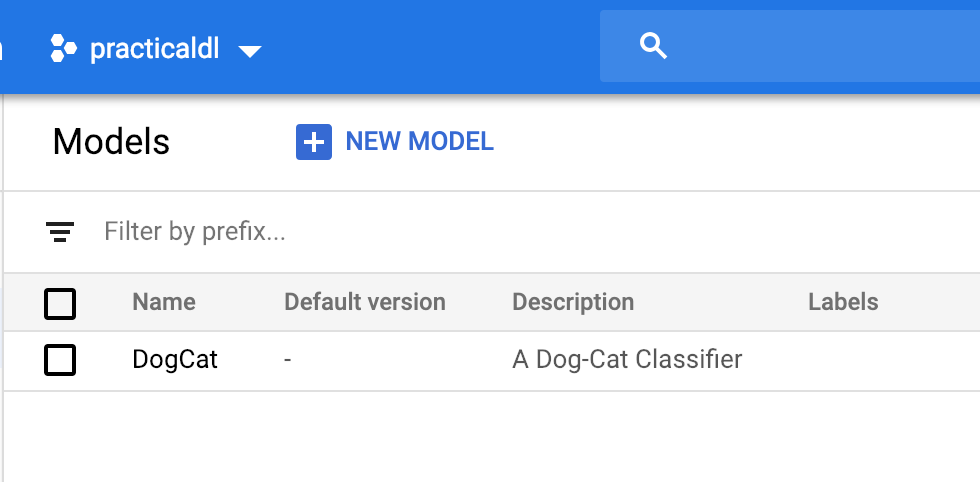 practicaldl
Models NEW MODEL
Filter by prefix...
Name Default version Description Labels
DogCat - A Dog-Cat Classifier